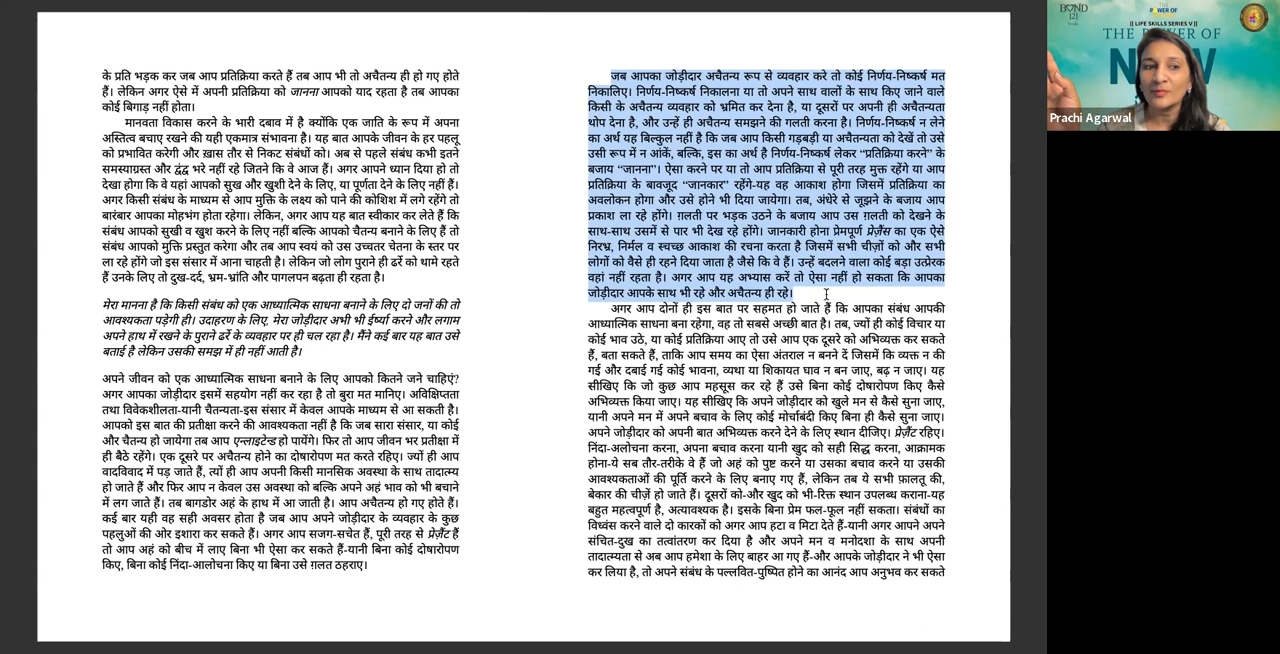 के प्रति भड़क कर जब आप प्रतिक्रिया करते हैं तब आप भी तो अचैतन्य ही हो गए होते
हैं। लेकिन अगर ऐसे में अपनी प्रतिक्रिया को जानना आपको याद रहता है तब आपका
कोई बिगाड़ नहीं होता।
मानवता विकास करने के भारी दबाव में है क्योंकि एक जाति के रूप में अपना
अस्तित्व बचाए रखने की यही एकमात्र संभावना है। यह बात आपके जीवन के हर पहलू
को प्रभावित करेगी और ख़ास तौर से निकट संबंधों को। अब से पहले संबंध कभी इतने
समस्याग्रस्त और द्वंद्व भरे नहीं रहे जितने कि वे आज हैं। अगर आपने ध्यान दिया हो तो
देखा होगा कि वे यहां आपको सुख और खुशी देने के लिए, या पूर्णता देने के लिए नहीं हैं।
अगर किसी संबंध के माध्यम से आप मुक्ति के लक्ष्य को पाने की कोशिश में लगे रहेंगे तो
बारंबार आपका मोहभंग होता रहेगा। लेकिन, अगर आप यह बात स्वीकार कर लेते हैं कि
संबंध आपको सुखी व खुश करने के लिए नहीं बल्कि आपको चैतन्य बनाने के लिए हैं तो
संबंध आपको मुक्ति प्रस्तुत करेगा और तब आप स्वयं को उस उच्चतर चेतना के स्तर पर
ला रहे होंगे जो इस संसार में आना चाहती है। लेकिन जो लोग पुराने ही ढर्रे को थामे रहते
हैं उनके लिए तो दुख-दर्द, भ्रम-भ्रांति और पागलपन बढ़ता ही रहता है।
मेरा मानना है कि किसी संबंध को एक आध्यात्मिक साधना बनाने के लिए दो जनों की तो
आवश्यकता पड़ेगी ही। उदाहरण के लिए, मेरा जोड़ीदार अभी भी ईर्ष्या करने और लगाम
अपने हाथ में रखने के पुराने ढर्रे के व्यवहार पर ही चल रहा है। मैंने कई बार यह बात उसे
बताई है लेकिन उसकी समझ में ही नहीं आती है।
अपने जीवन को एक आध्यात्मिक साधना बनाने के लिए आपको कितने जने चाहिएं?
अगर आपका जोड़ीदार इसमें सहयोग नहीं कर रहा है तो बुरा मत मानिए। अविक्षिप्तता
तथा विवेकशीलता-यानी चैतन्यता-इस संसार में केवल आपके माध्यम से आ सकती है।
आपको इस बात की प्रतीक्षा करने की आवश्यकता नहीं है कि जब सारा संसार, या कोई
और चैतन्य हो जायेगा तब आप एन्लाइटेन्ड हो पायेंगे। फिर तो आप जीवन भर प्रतीक्षा में
ही बैठे रहेंगे। एक दूसरे पर अचैतन्य होने का दोषारोपण मत करते रहिए। ज्यों ही आप
वादविवाद में पड़ जाते हैं, त्यों ही आप अपनी किसी मानसिक अवस्था के साथ तादात्म्य
हो जाते हैं और फिर आप न केवल उस अवस्था को बल्कि अपने अहं भाव को भी बचाने
में लग जाते हैं। तब बागडोर अहं के हाथ में आ जाती है। आप अचैतन्य हो गए होते हैं।
कई बार यही वह सही अवसर होता है जब आप अपने जोड़ीदार के व्यवहार के कुछ
पहलुओं की ओर इशारा कर सकते हैं। अगर आप सजग-सचेत हैं, पूरी तरह से प्रेज़ैंट हैं
तो आप अहं को बीच में लाए बिना भी ऐसा कर सकते हैं-यानी बिना कोई दोषारोपण
किए, बिना कोई निंदा-आलोचना किए या बिना उसे ग़लत ठहराए।
जब आपका जोड़ीदार अचैतन्य रूप से व्यवहार करे तो कोई निर्णय-निष्कर्ष मत
निकालिए। निर्णय-निष्कर्ष निकालना या तो अपने साथ वालों के साथ किए जाने वाले
किसी के अचैतन्य व्यवहार को भ्रमित कर देना है, या दूसरों पर अपनी ही अचैतन्यता
थोप देना है, और उन्हें ही अचैतन्य समझने की गलती करना है। निर्णय-निष्कर्ष न लेने
का अर्थ यह बिल्कुल नहीं है कि जब आप किसी गड़बड़ी या अचैतन्यता को देखें तो उसे
उसी रूप में न आंकें, बल्कि, इस का अर्थ है निर्णय-निष्कर्ष लेकर “प्रतिक्रिया करने” के
बजाय “जानना”। ऐसा करने पर या तो आप प्रतिक्रिया से पूरी तरह मुक्त रहेंगे या आप
प्रतिक्रिया के बावजूद “जानकार” रहेंगे-यह वह आकाश होगा जिसमें प्रतिक्रिया का
अवलोकन होगा और उसे होने भी दिया जायेगा। तब, अंधेरे से जूझने के बजाय आप
प्रकाश ला रहे होंगे। ग़लती पर भड़क उठने के बजाय आप उस ग़लती को देखने के
साथ-साथ उसमें से पार भी देख रहे होंगे। जानकारी होना प्रेमपूर्ण प्रेज़ैंस का एक ऐसे
निरभ्र, निर्मल व स्वच्छ आकाश की रचना करता है जिसमें सभी चीज़ों को और सभी
लोगों को वैसे ही रहने दिया जाता है जैसे कि वे हैं। उन्हें बदलने वाला कोई बड़ा उत्प्रेरक
वहां नहीं रहता है। अगर आप यह अभ्यास करें तो ऐसा नहीं हो सकता कि आपका
जोड़ीदार आपके साथ भी रहे और अचैतन्य ही रहे।
अगर आप दोनों ही इस बात पर सहमत हो जाते हैं कि आपका संबंध आपकी
आध्यात्मिक साधना बना रहेगा, वह तो सबसे अच्छी बात है। तब, ज्यों ही कोई विचार या
कोई भाव उठे, या कोई प्रतिक्रिया आए तो उसे आप एक दूसरे को अभिव्यक्त कर सकते
हैं, बता सकते हैं, ताकि आप समय का ऐसा अंतराल न बनने दें जिसमें कि व्यक्त न की
गई और दबाई गई कोई भावना, व्यथा या शिकायत घाव न बन जाए, बढ़ न जाए। यह
सीखिए कि जो कुछ आप महसूस कर रहे हैं उसे बिना कोई दोषारोपण किए कैसे
अभिव्यक्त किया जाए। यह सीखिए कि अपने जोड़ीदार को खुले मन से कैसे सुना जाए,
यानी अपने मन में अपने बचाव के लिए कोई मोर्चाबंदी किए बिना ही कैसे सुना जाए।
अपने जोड़ीदार को अपनी बात अभिव्यक्त करने देने के लिए स्थान दीजिए। प्रेज़ैंट रहिए।
निंदा-अलोचना करना, अपना बचाव करना यानी खुद को सही सिद्ध करना, आक्रामक
होना-ये सब तौर-तरीके वे हैं जो अहं को पुष्ट करने या उसका बचाव करने या उसकी
आवश्यकताओं की पूर्ति करने के लिए बनाए गए हैं, लेकिन तब ये सभी फ़ालतू की,
बेकार की चीज़ें हो जाते हैं। दूसरों को-और खुद को भी-रिक्त स्थान उपलब्ध कराना-यह
बहुत महत्वपूर्ण है, अत्यावश्यक है। इसके बिना प्रेम फल-फूल नहीं सकता। संबंधों का
विध्वंस करने वाले दो कारकों को अगर आप हटा व मिटा देते हैं-यानी अगर आपने अपने
संचित-दुख का तत्वांतरण कर दिया है और अपने मन व मनोदशा के साथ अपनी
तादात्म्यता से अब आप हमेशा के लिए बाहर आ गए हैं-और आपके जोड़ीदार ने भी ऐसा
कर लिया है, तो अपने संबंध के पल्लवित-पुष्पित होने का आनंद आप अनुभव कर सकते
BOND
121
THE
POWER OF
|| LIFE SKILLS SERIES V ||
THE POWER OF
Prachi Agarwal